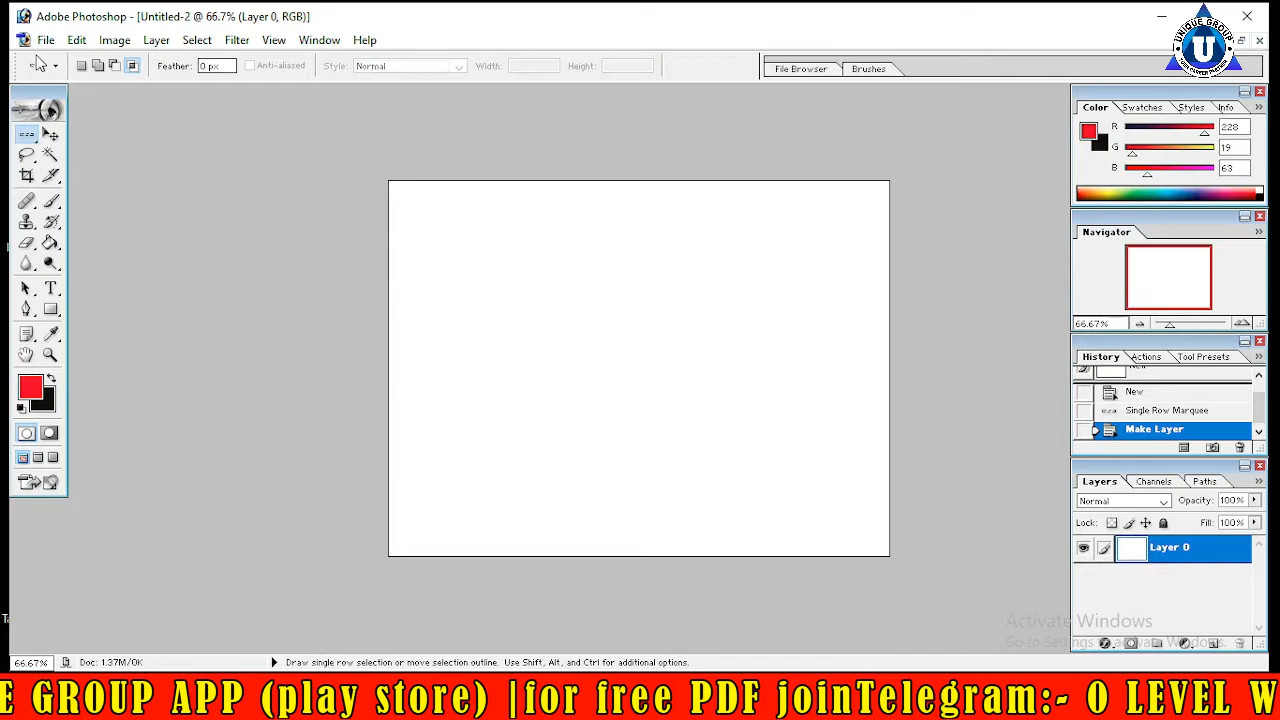 Adobe Photoshop - [Untitled-2 @ 66.7% (Layer 0, RGB)]
UNIQUE GROUP
U
File Edit Image Layer Select Filter View Window Help
Feather: 0 px Anti-aliased Style: Normal Width: Height: File Browser Brushes
Color Swatches Styles Info
R 228
G 19
B 63
Navigator
66.67%
History Actions Tool Presets
New
Single Row Marquee
Make Layer
Layers Channels Paths
Normal Opacity: 100%
Lock: Fill: 100%
Layer 0
T
Activate Windows
Go to Settings to activate Windows.
66.67% Doc: 1.37M/0K Draw single row selection or move selection outline. Use Shift, Alt, and Ctrl for additional options.
E GROUP APP (play store) |for free PDF joinTelegram:- O LEVEL W